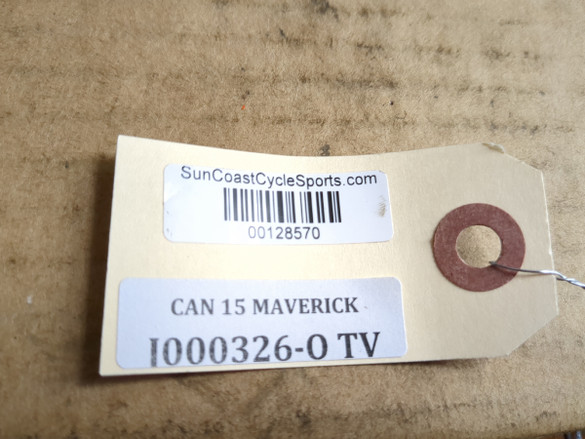 SunCoastCycleSports.com
00128570
CAN 15 MAVERICK
I000326-O TV